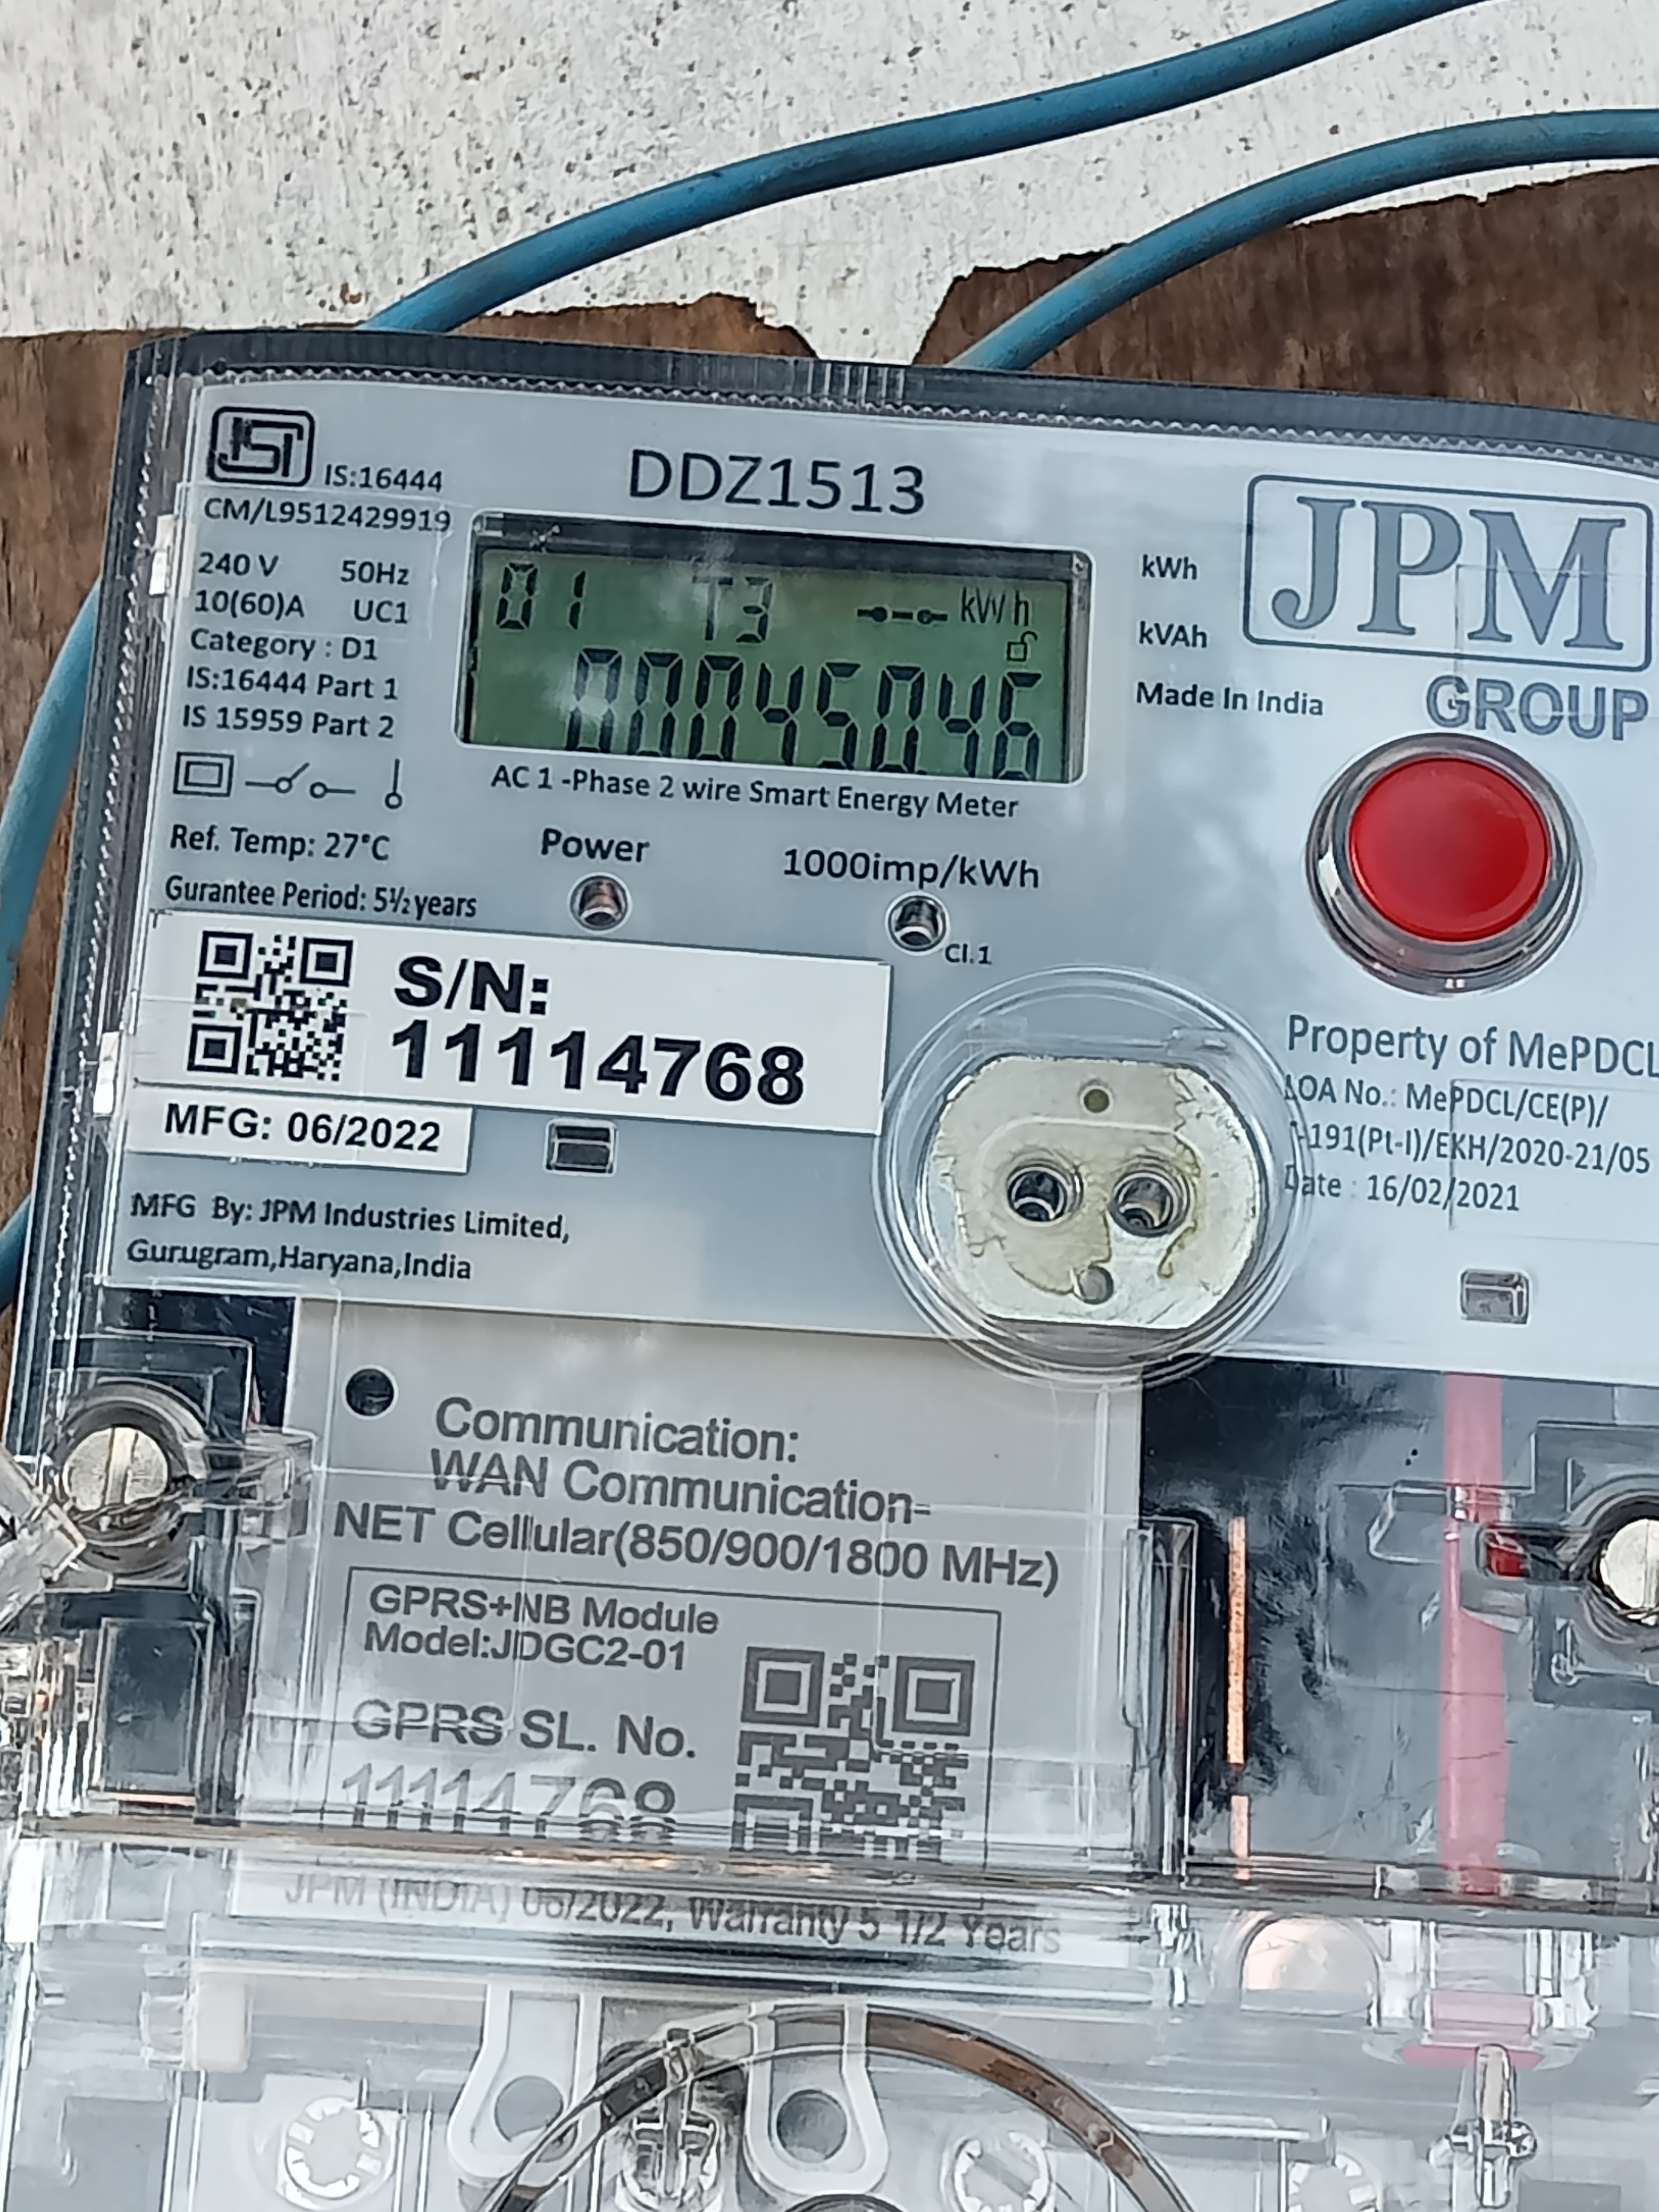 ISI
IS:16444
CM/L9512429919
240 V 50Hz
10(60)A UC1
Category : D1
IS:16444 Part 1
IS 15959 Part 2
Ref. Temp: 27°C
Gurantee Period: 5½ years
DDZ1513
01 T3 kWh
000450.46
AC 1 -Phase 2 wire Smart Energy Meter
Power
1000imp/kWh
Cl.1
kWh
kVAh
Made In India
JPM
GROUP
S/N:
11114768
MFG: 06/2022
MFG By: JPM Industries Limited,
Gurugram,Haryana,India
Property of MePDCL
LOA No.: MePDCL/CE(P)/
-191(Pt-I)/EKH/2020-21/05
Date : 16/02/2021
Communication:
WAN Communication-
NET Cellular(850/900/1800 MHz)
GPRS+NB Module
Model:JDGC2-01
GPRS SL. No.
11114768
JPM (INDIA) 06/2022, Warranty 5 1/2 Years